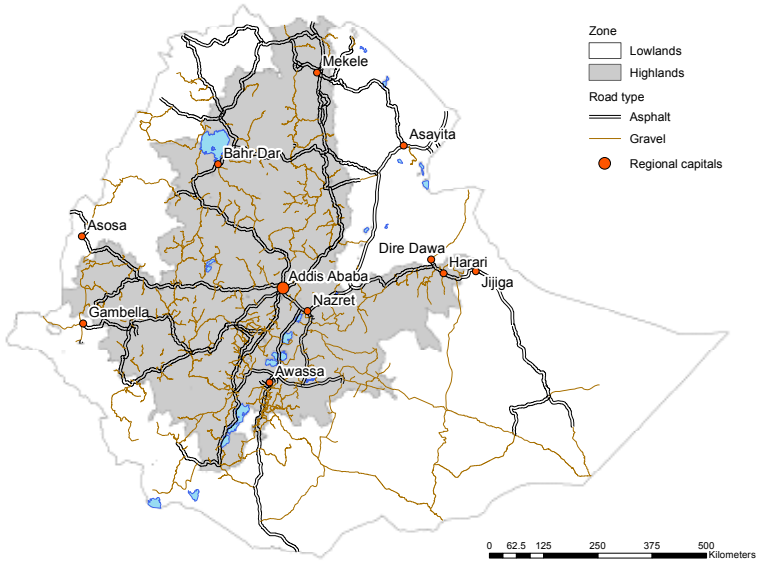 Zone
Lowlands
Highlands
Road type
Asphalt
Gravel
Regional capitals
Mekele
Asayita
Bahr-Dar
Asosa
Dire Dawa
Harari
Jijiga
Addis Ababa
Nazret
Gambella
Awassa
0 62.5 125 250 375 500
Kilometers